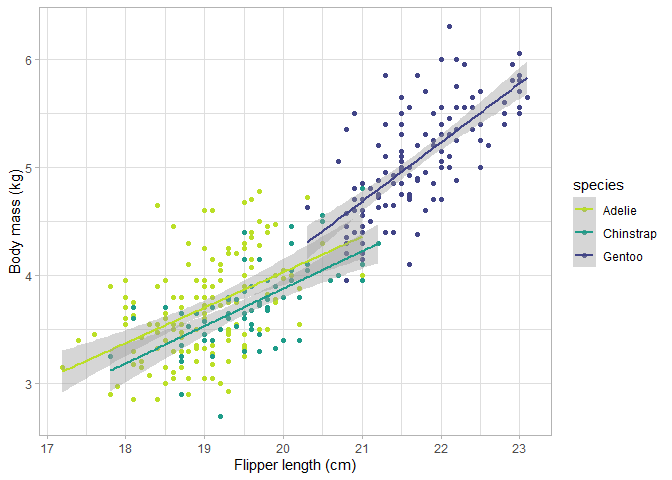 6
5
4
3
Body mass (kg)
17 18 19 20 21 22 23
Flipper length (cm)
species
Adelie
Chinstrap
Gentoo